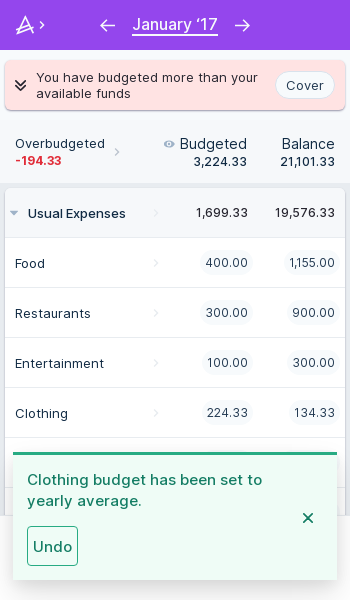 January ‘17
You have budgeted more than your
available funds
Cover
Overbudgeted
-194.33
Budgeted
3,224.33
Balance
21,101.33
Usual Expenses 1,699.33 19,576.33
Food 400.00 1,155.00
Restaurants 300.00 900.00
Entertainment 100.00 300.00
Clothing 224.33 134.33
Clothing budget has been set to
yearly average.
Undo